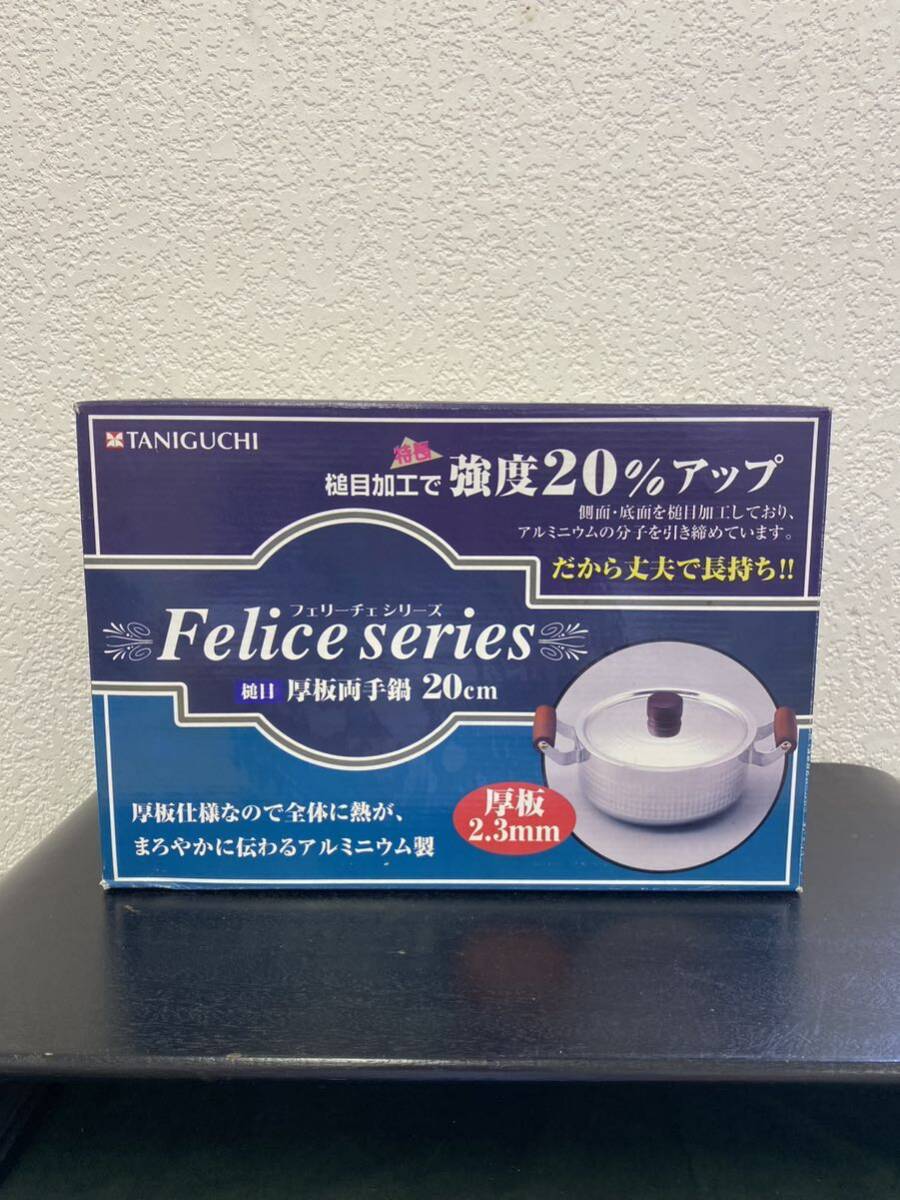 TANIGUCHI
特長
槌目加工で 強度20%アップ
側面・底面を槌目加工しており、
アルミニウムの分子を引き締めています。
だから丈夫で長持ち!!
フェリーチェ シリーズ
Felice series
槌目 厚板両手鍋 20cm
厚板仕様なので全体に熱が、
まろやかに伝わるアルミニウム製
厚板
2.3mm